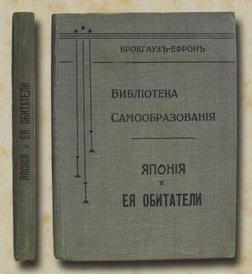 ЯПОНІЯ и ЕЯ ОБИТАТЕЛИ
БРОКГАУЗЪ-ЕФРОНЪ
БИБЛІОТЕКА
САМООБРАЗОВАНІЯ
ЯПОНІЯ
и
ЕЯ ОБИТАТЕЛИ